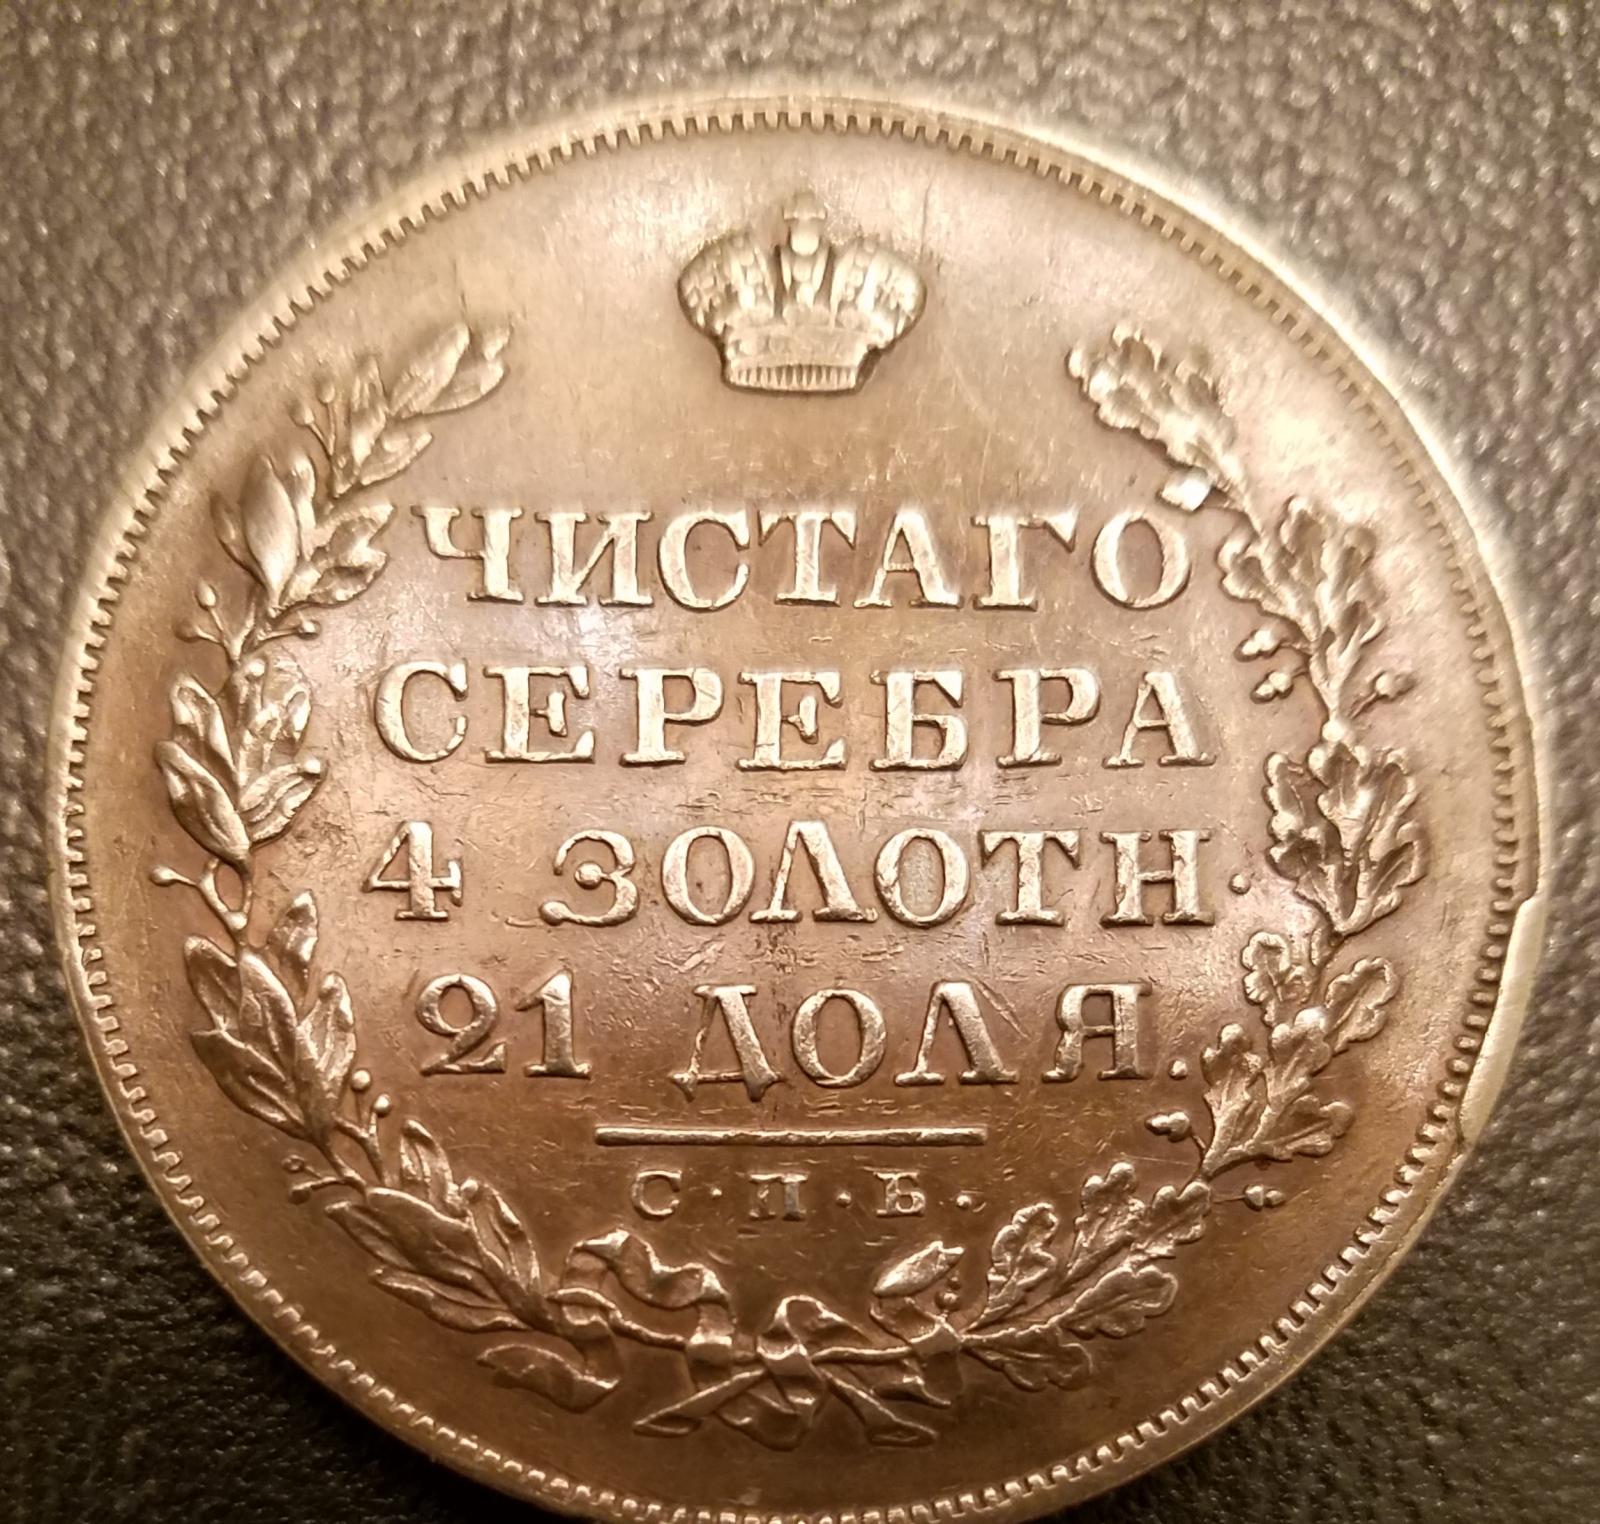 ЧИСТАГО
СЕРЕБРА
4 ЗОЛОТН.
21 ДОЛЯ.
С·П·Б·